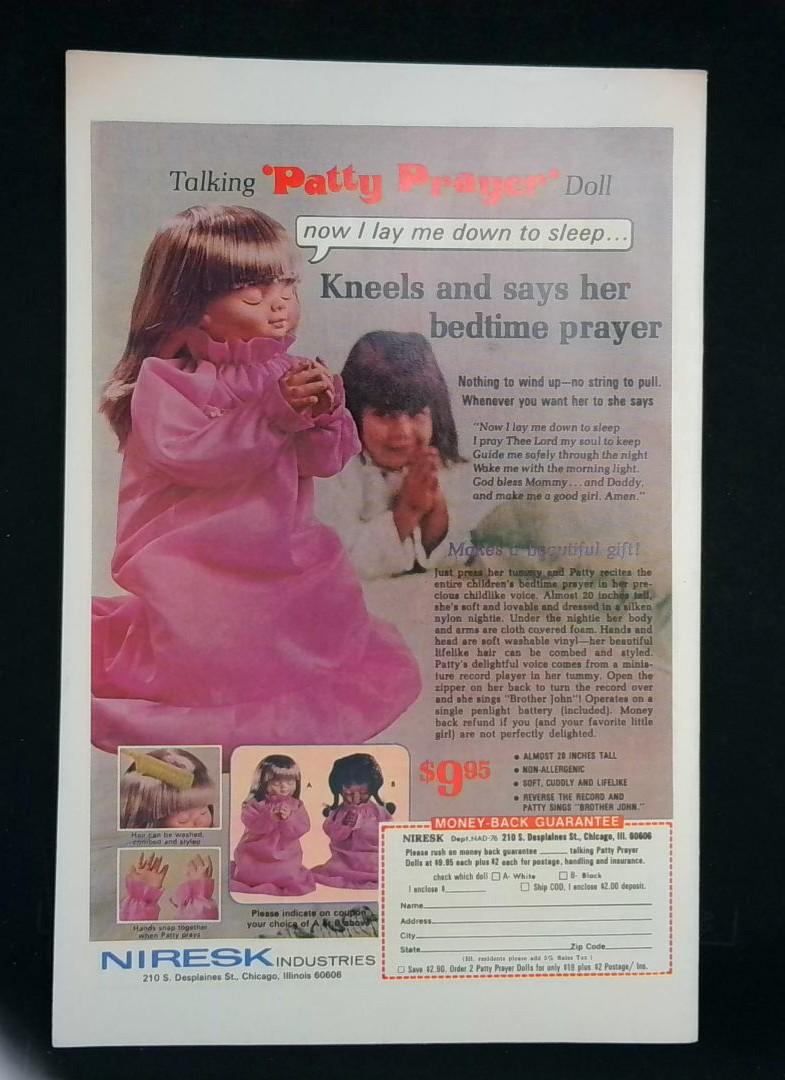 Talking "Patty Prayer" Doll
now I lay me down to sleep...
Kneels and says her
bedtime prayer
Nothing to wind up—no string to pull.
Whenever you want her to she says
"Now I lay me down to sleep
I pray Thee Lord my soul to keep
Guide me safely through the night
Wake me with the morning light.
God bless Mommy... and Daddy,
and make me a good girl. Amen."
Makes a beautiful gift!
Just press her tummy and Patty recites the
entire children's bedtime prayer in her pre-
cious childlike voice. Almost 20 inches tall,
she's soft and lovable and dressed in a silken
nylon nightie. Under the nightie her body
and arms are cloth covered foam. Hands and
head are soft washable vinyl—her beautiful
lifelike hair can be combed and styled.
Patty's delightful voice comes from a minia-
ture record player in her tummy. Open the
zipper on her back to turn the record over
and she sings "Brother John"! Operates on a
single penlight battery (included). Money
back refund if you (and your favorite little
girl) are not perfectly delighted.
$9.95
• ALMOST 20 INCHES TALL
• NON-ALLERGENIC
• SOFT, CUDDLY AND LIFELIKE
• REVERSE THE RECORD AND
PATTY SINGS "BROTHER JOHN."
Hair can be washed,
combed and styled
Hands snap together
when Patty prays
A
B
Please indicate on coupon
your choice of A or B above
NIRESK INDUSTRIES
210 S. Desplaines St., Chicago, Illinois 60606
MONEY-BACK GUARANTEE
NIRESK Dept. HAD-76 210 S. Desplaines St., Chicago, Ill. 60606
Please rush on money back guarantee ______ talking Patty Prayer
Dolls at $9.95 each plus $2 each for postage, handling and insurance.
check which doll □ A- White □ B- Black
I enclose $______ □ Ship COD, I enclose $2.00 deposit.
Name
Address
City
State Zip Code
(Ill. residents please add 5% Sales Tax)
□ Save $2.90. Order 2 Patty Prayer Dolls for only $19 plus $2 Postage/ Ins.